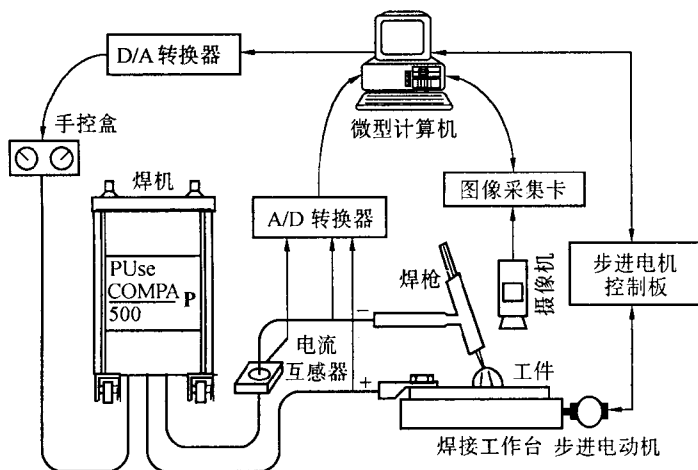 D/A 转换器
微型计算机
手控盒
焊机
A/D 转换器
图像采集卡
PUse
COMPA
500
P
焊枪
摄像机
步进电机
控制板
电流
互感器
−
+
工件
焊接工作台
步进电动机